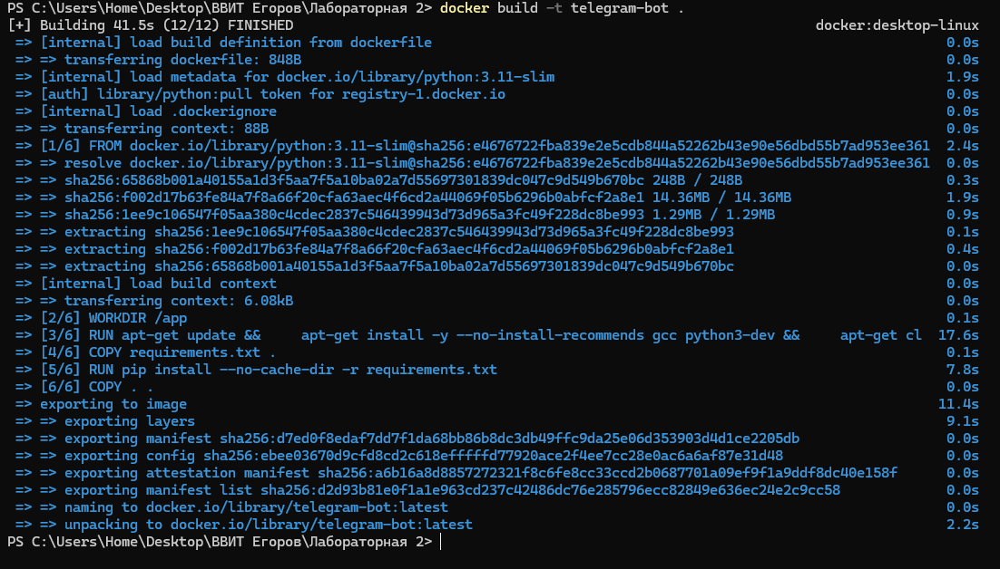 PS C:\Users\Home\Desktop\ВВИТ Егоров\Лабораторная 2> docker build -t telegram-bot .
[+] Building 41.5s (12/12) FINISHED docker:desktop-linux
=> [internal] load build definition from dockerfile 0.0s
=> => transferring dockerfile: 848B 0.0s
=> [internal] load metadata for docker.io/library/python:3.11-slim 1.9s
=> [auth] library/python:pull token for registry-1.docker.io 0.0s
=> [internal] load .dockerignore 0.0s
=> => transferring context: 88B 0.0s
=> [1/6] FROM docker.io/library/python:3.11-slim@sha256:e4676722fba839e2e5cdb844a52262b43e90e56dbd55b7ad953ee361 2.4s
=> => resolve docker.io/library/python:3.11-slim@sha256:e4676722fba839e2e5cdb844a52262b43e90e56dbd55b7ad953ee361 0.0s
=> => sha256:65868b001a40155a1d3f5aa7f5a10ba02a7d55697301839dc047c9d549b670bc 248B / 248B 0.3s
=> => sha256:f002d17b63fe84a7f8a66f20cfa63aec4f6cd2a44069f05b6296b0abfcf2a8e1 14.36MB / 14.36MB 1.9s
=> => sha256:1ee9c106547f05aa380c4cdec2837c546439943d73d965a3fc49f228dc8be993 1.29MB / 1.29MB 0.9s
=> => extracting sha256:1ee9c106547f05aa380c4cdec2837c546439943d73d965a3fc49f228dc8be993 0.1s
=> => extracting sha256:f002d17b63fe84a7f8a66f20cfa63aec4f6cd2a44069f05b6296b0abfcf2a8e1 0.4s
=> => extracting sha256:65868b001a40155a1d3f5aa7f5a10ba02a7d55697301839dc047c9d549b670bc 0.0s
=> [internal] load build context 0.0s
=> => transferring context: 6.08kB 0.0s
=> [2/6] WORKDIR /app 0.1s
=> [3/6] RUN apt-get update &&     apt-get install -y --no-install-recommends gcc python3-dev &&     apt-get cl 17.6s
=> [4/6] COPY requirements.txt . 0.1s
=> [5/6] RUN pip install --no-cache-dir -r requirements.txt 7.8s
=> [6/6] COPY . . 0.0s
=> exporting to image 11.4s
=> => exporting layers 9.1s
=> => exporting manifest sha256:d7ed0f8edaf7dd7f1da68bb86b8dc3db49ffc9da25e06d353903d4d1ce2205db 0.0s
=> => exporting config sha256:ebee03670d9cfd8cd2c618efffffd77920ace2f4ee7cc28e0ac6a6af87e31d48 0.0s
=> => exporting attestation manifest sha256:a6b16a8d8857272321f8c6fe8cc33ccd2b0687701a09ef9f1a9ddf8dc40e158f 0.0s
=> => exporting manifest list sha256:d2d93b81e0f1a1e963cd237c42486dc76e285796ecc82849e636ec24e2c9cc58 0.0s
=> => naming to docker.io/library/telegram-bot:latest 0.0s
=> => unpacking to docker.io/library/telegram-bot:latest 2.2s
PS C:\Users\Home\Desktop\ВВИТ Егоров\Лабораторная 2>